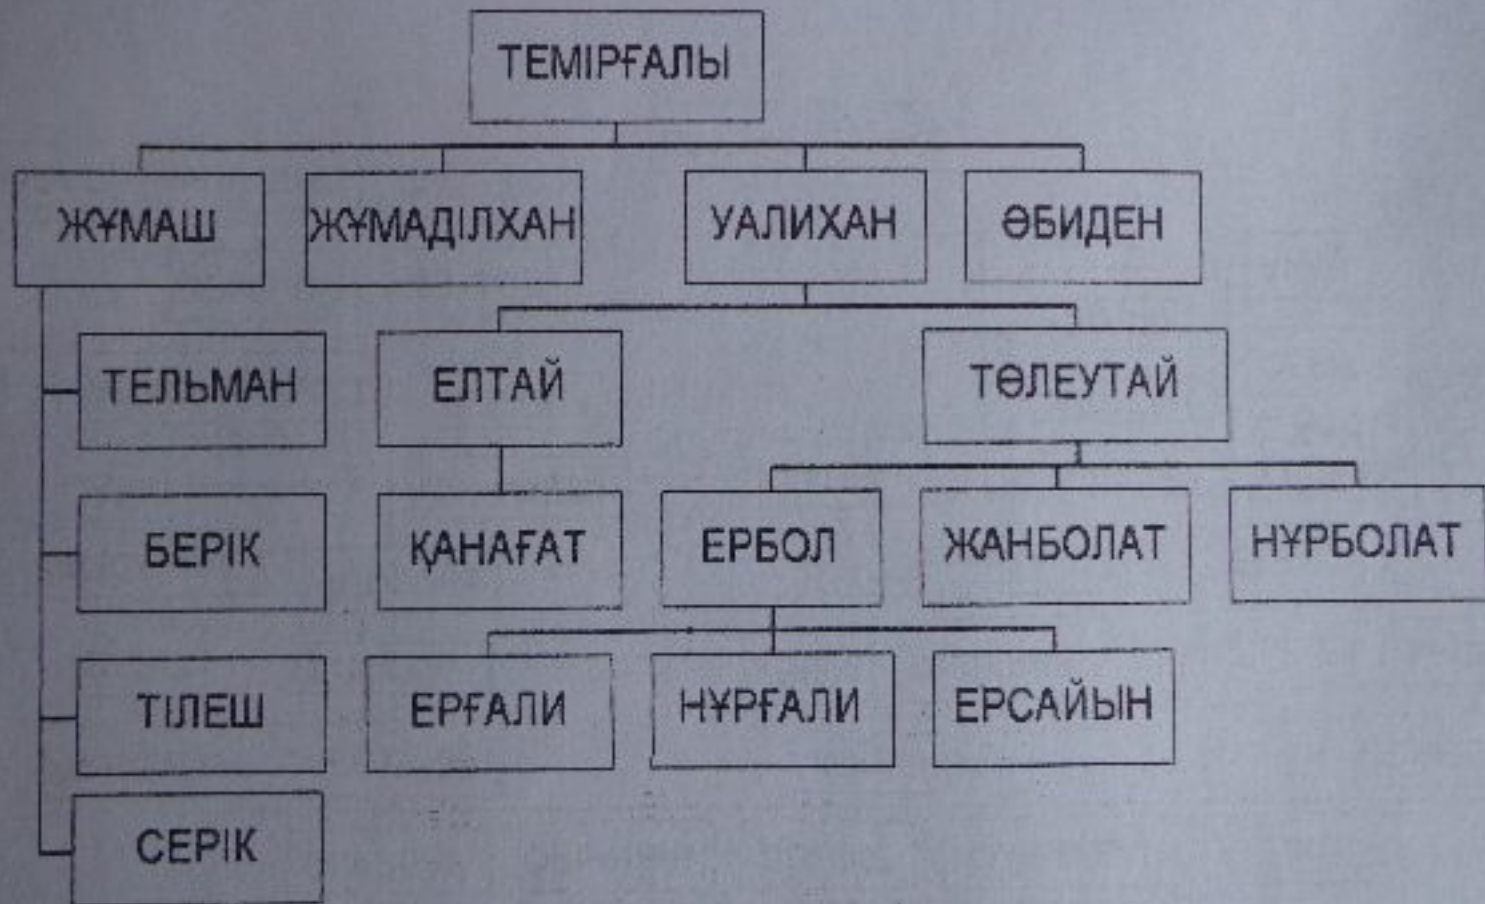 ТЕМІРҒАЛЫ
ЖҰМАШ
ЖҰМАДІЛХАН
УАЛИХАН
ӘБИДЕН
ТЕЛЬМАН
ЕЛТАЙ
ТӨЛЕУТАЙ
БЕРІК
ҚАНАҒАТ
ЕРБОЛ
ЖАНБОЛАТ
НҰРБОЛАТ
ТІЛЕШ
ЕРҒАЛИ
НҰРҒАЛИ
ЕРСАЙЫН
СЕРІК